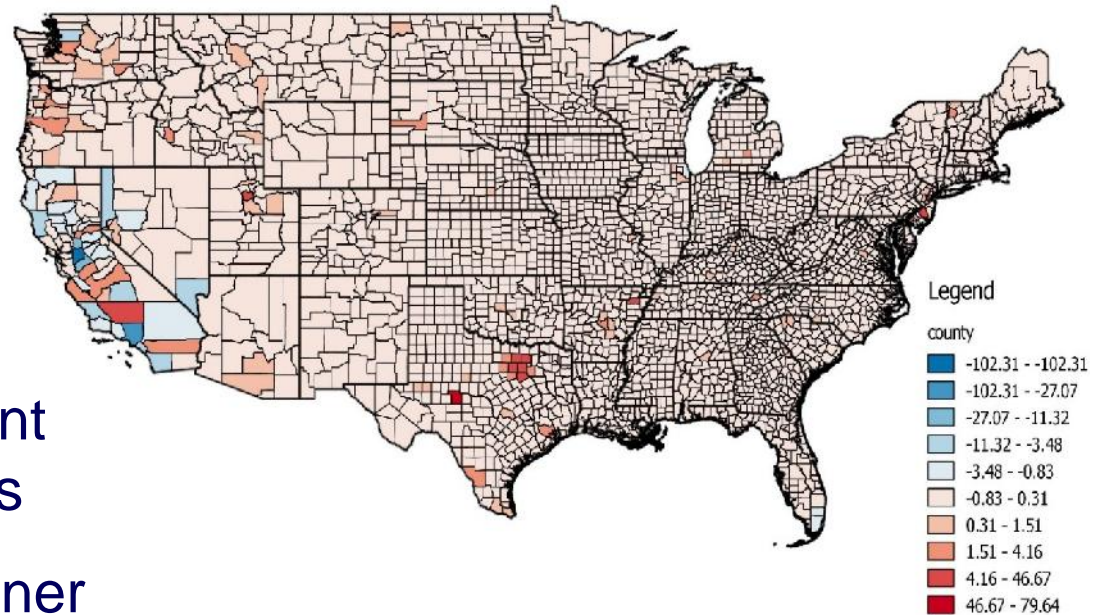 Legend
county
-102.31 - -102.31
-102.31 - -27.07
-27.07 - -11.32
-11.32 - -3.48
-3.48 - -0.83
-0.83 - 0.31
0.31 - 1.51
1.51 - 4.16
4.16 - 46.67
46.67 - 79.64
nt
s
ner